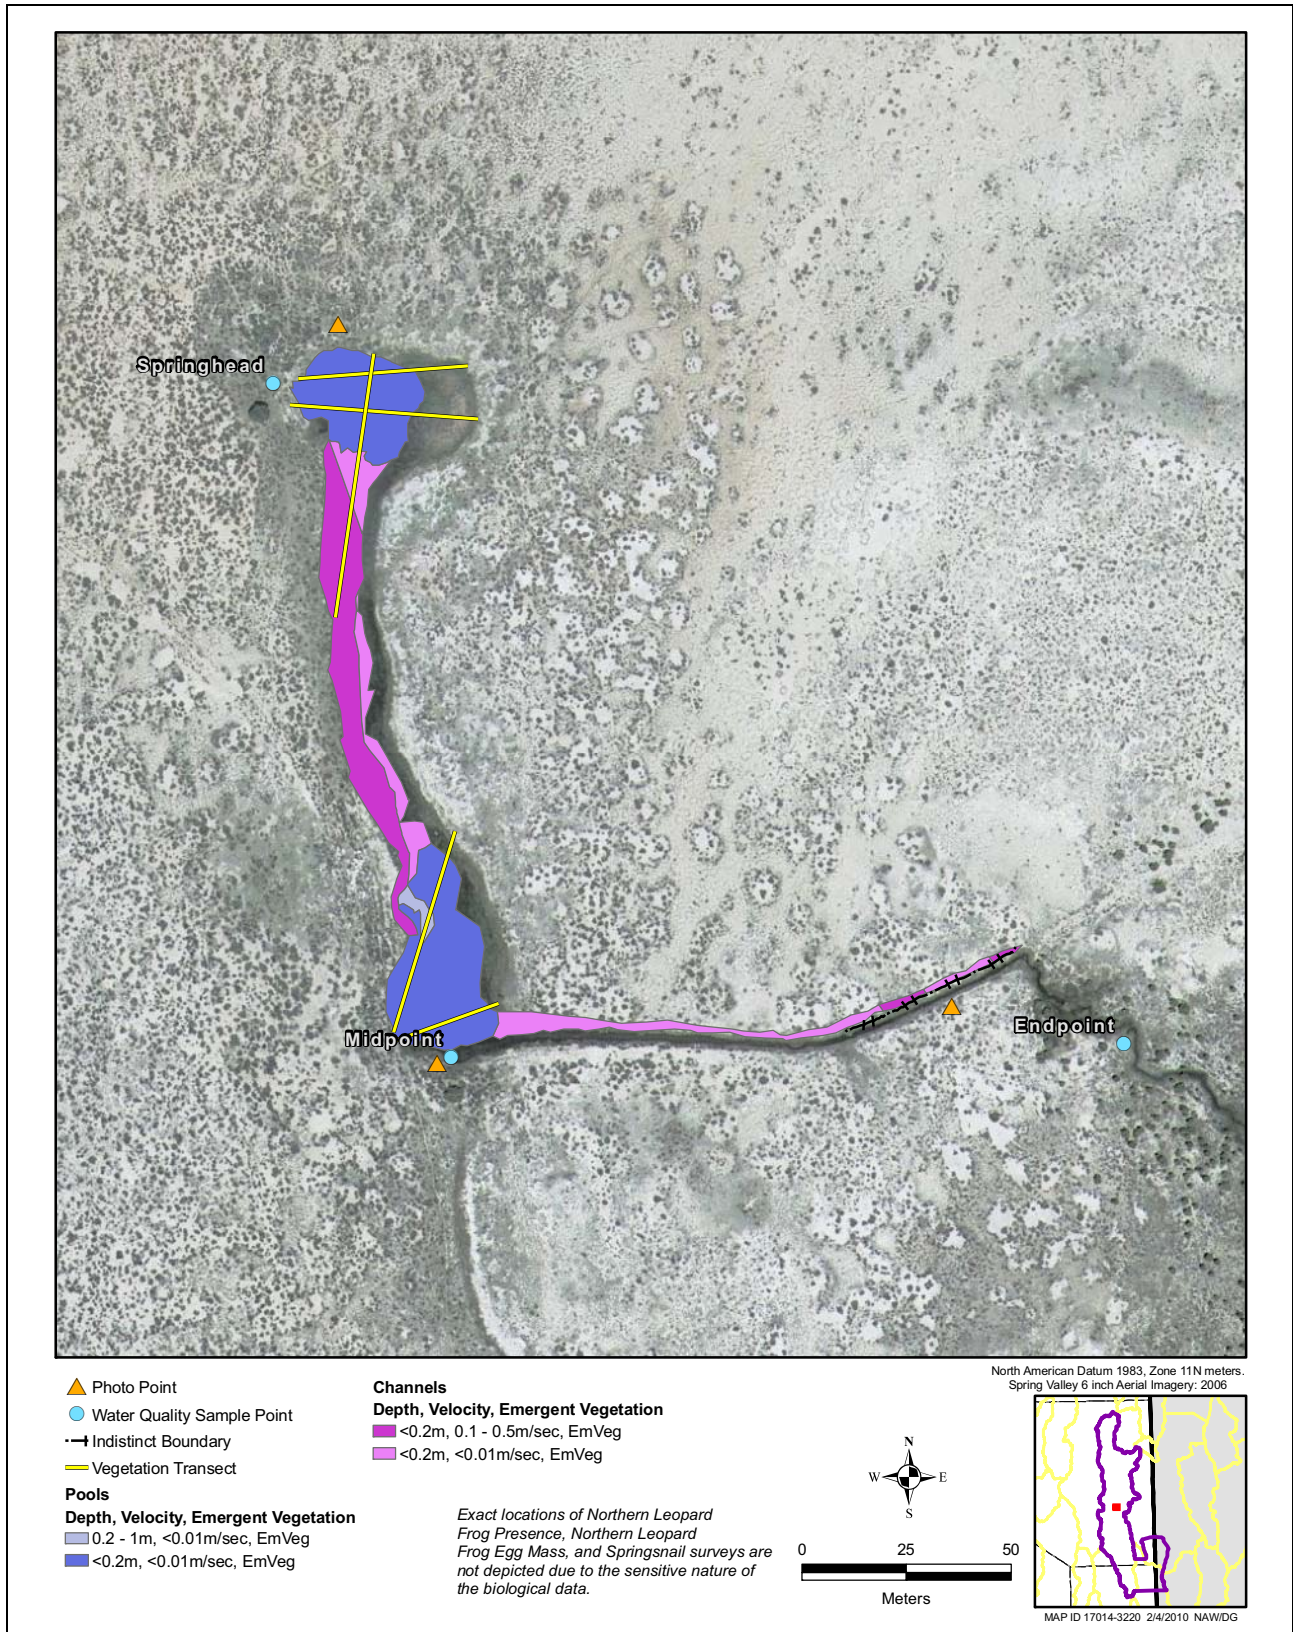 Springhead
Midpoint
Endpoint
Photo Point
Water Quality Sample Point
Indistinct Boundary
Vegetation Transect
Pools
Depth, Velocity, Emergent Vegetation
0.2 - 1m, <0.01m/sec, EmVeg
<0.2m, <0.01m/sec, EmVeg
Channels
Depth, Velocity, Emergent Vegetation
<0.2m, 0.1 - 0.5m/sec, EmVeg
<0.2m, <0.01m/sec, EmVeg
Exact locations of Northern Leopard
Frog Presence, Northern Leopard
Frog Egg Mass, and Springsnail surveys are
not depicted due to the sensitive nature of
the biological data.
N
W E
S
0 25 50
Meters
North American Datum 1983, Zone 11N meters.
Spring Valley 6 inch Aerial Imagery: 2006
MAP ID 17014-3220 2/4/2010 NAW/DG